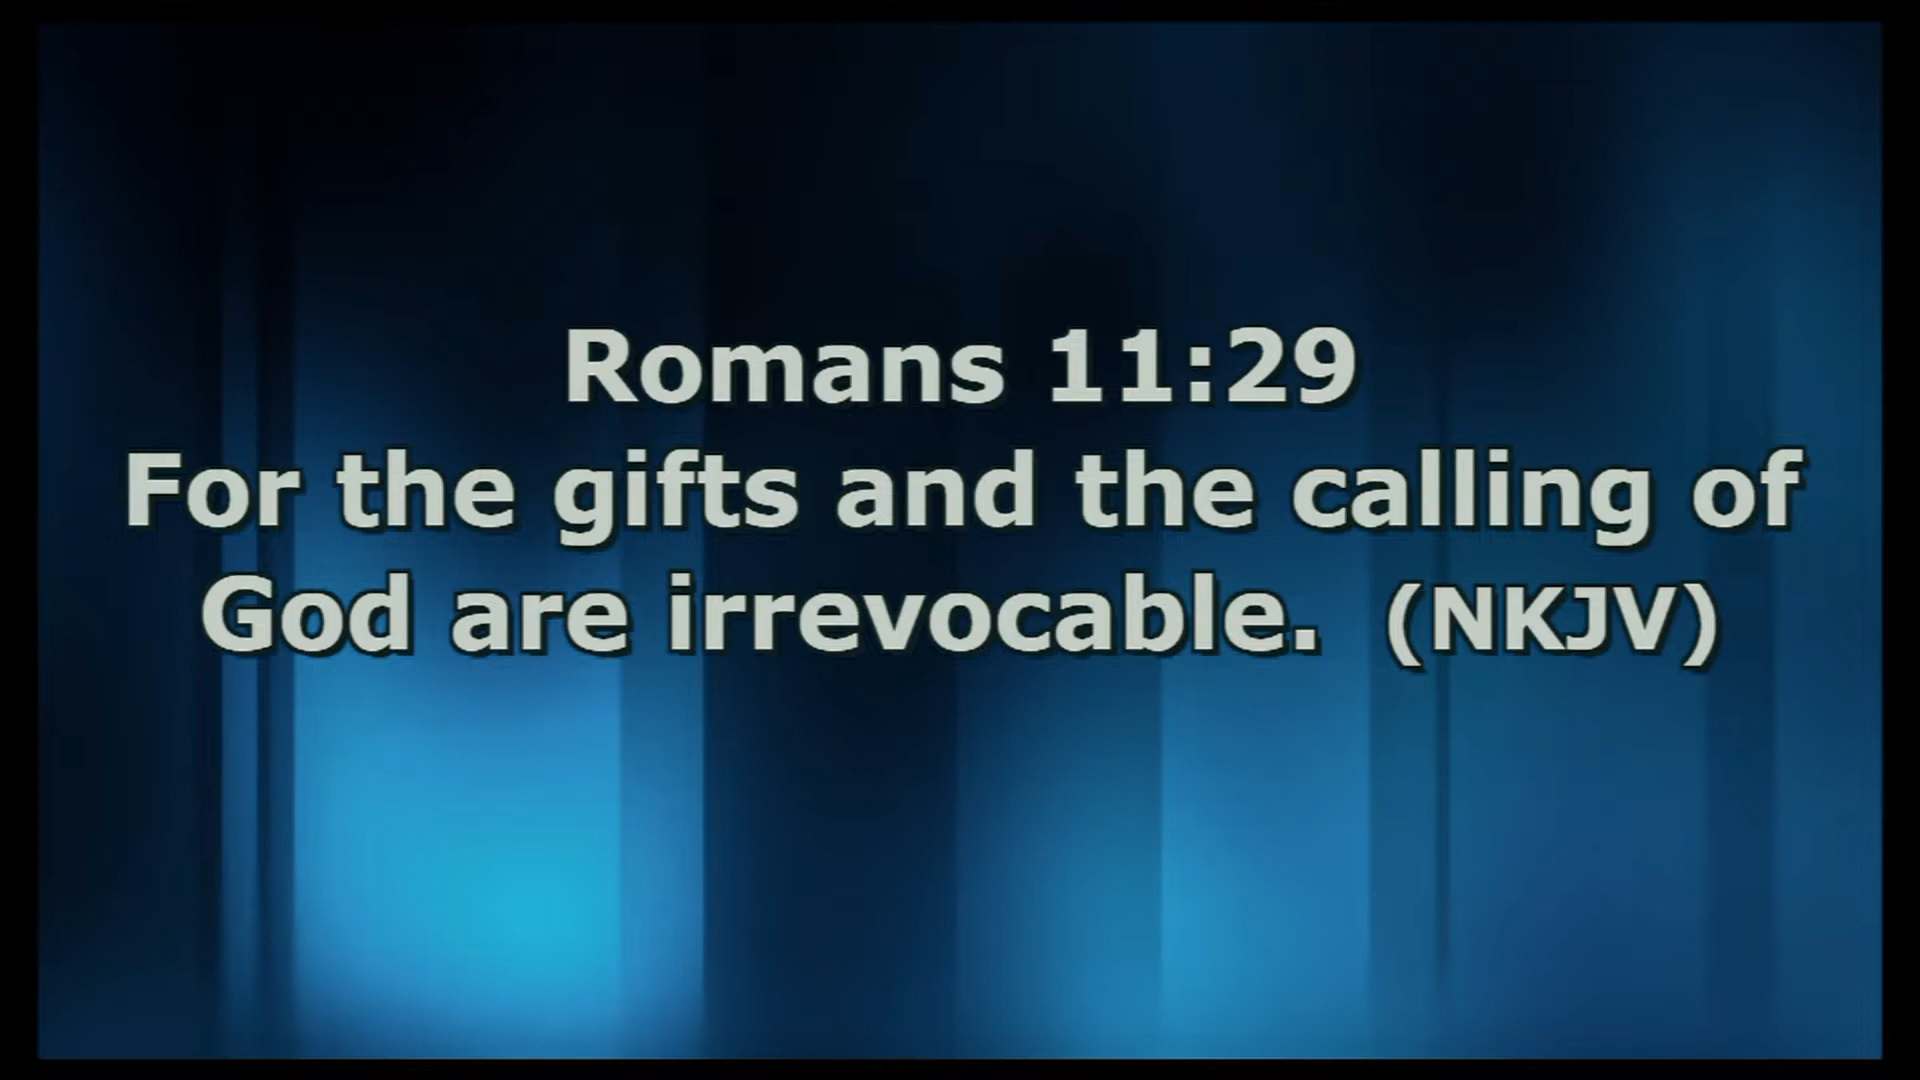 Romans 11:29
For the gifts and the calling of
God are irrevocable. (NKJV)